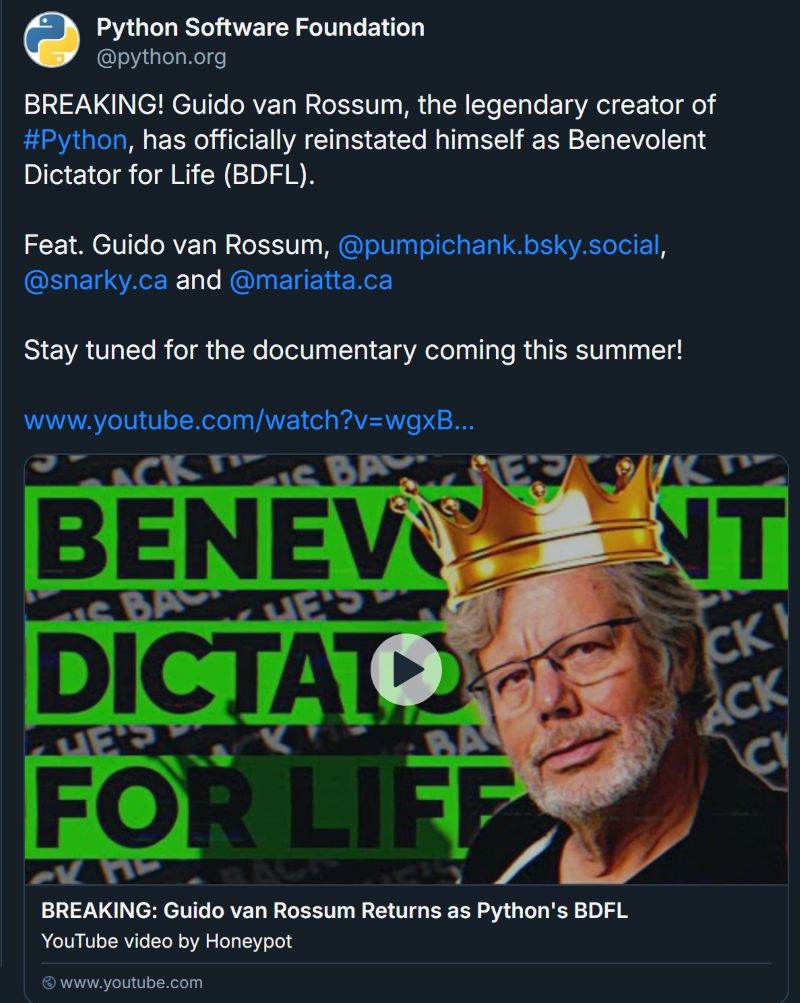 Python Software Foundation
@python.org
BREAKING! Guido van Rossum, the legendary creator of
#Python, has officially reinstated himself as Benevolent
Dictator for Life (BDFL).
Feat. Guido van Rossum, @pumpichank.bsky.social,
@snarky.ca and @mariatta.ca
Stay tuned for the documentary coming this summer!
www.youtube.com/watch?v=wgxB...
BENEV NT
DICTATO
FOR LIFE
BREAKING: Guido van Rossum Returns as Python's BDFL
YouTube video by Honeypot
www.youtube.com